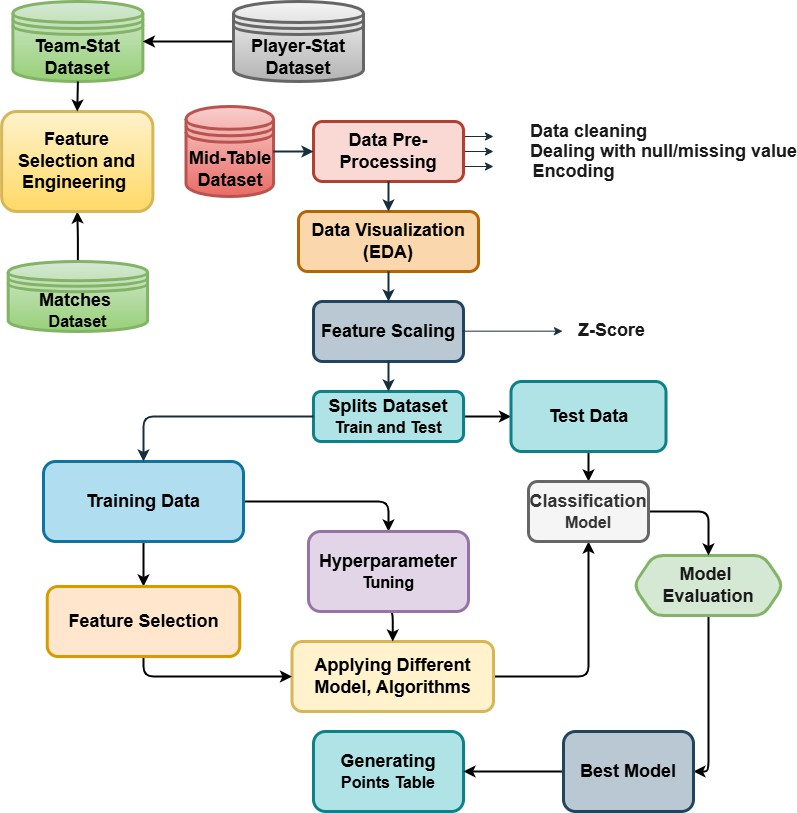 Team-Stat
Dataset
Player-Stat
Dataset
Feature
Selection and
Engineering
Mid-Table
Dataset
Data Pre-
Processing
Data cleaning
Dealing with null/missing value
Encoding
Data Visualization
(EDA)
Matches
Dataset
Feature Scaling
Z-Score
Splits Dataset
Train and Test
Test Data
Training Data
Classification
Model
Hyperparameter
Tuning
Model
Evaluation
Feature Selection
Applying Different
Model, Algorithms
Generating
Points Table
Best Model